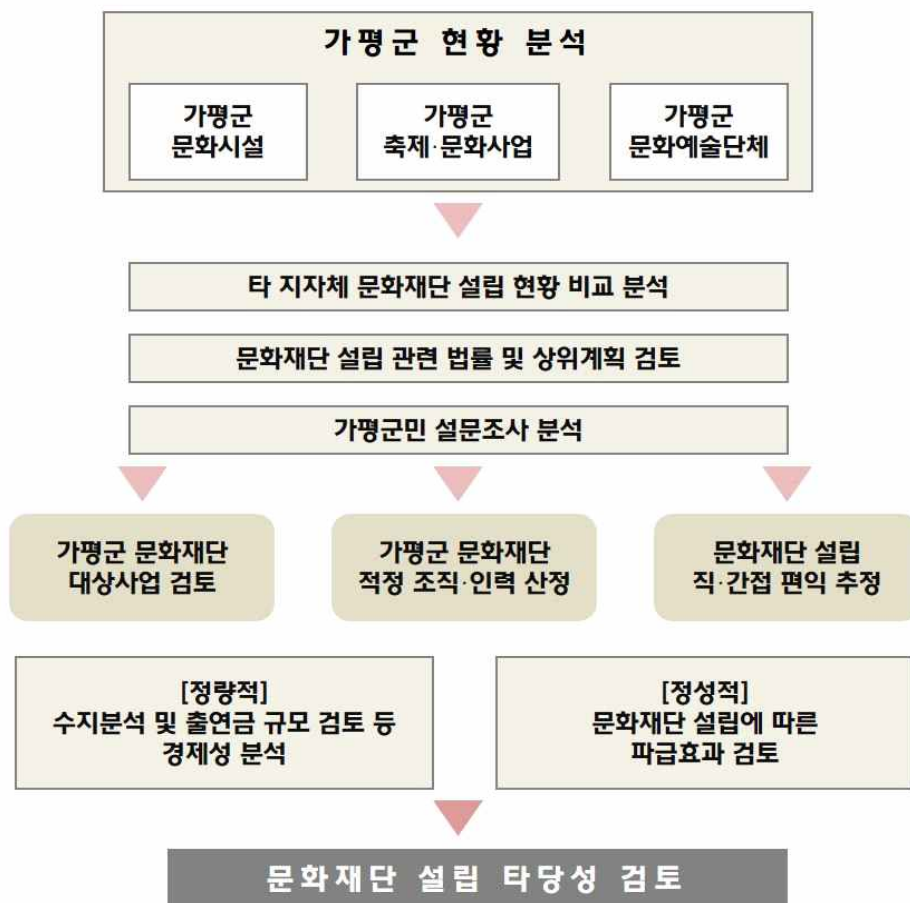 가평군 현황 분석
가평군
문화시설
가평군
축제·문화사업
가평군
문화예술단체
타 지자체 문화재단 설립 현황 비교 분석
문화재단 설립 관련 법률 및 상위계획 검토
가평군민 설문조사 분석
가평군 문화재단
대상사업 검토
가평군 문화재단
적정 조직·인력 산정
문화재단 설립
직·간접 편익 추정
[정량적]
수지분석 및 출연금 규모 검토 등
경제성 분석
[정성적]
문화재단 설립에 따른
파급효과 검토
문화재단 설립 타당성 검토